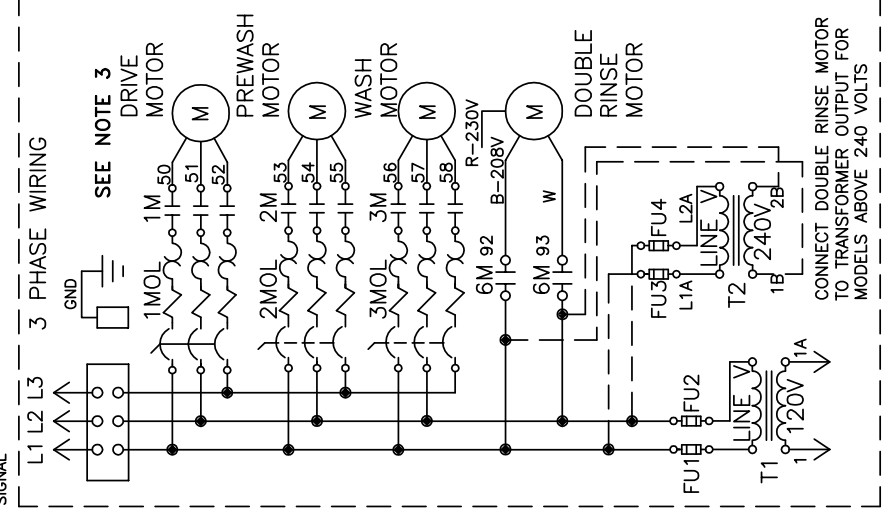 SIGNAL
3 PHASE WIRING
SEE NOTE 3
GND
L1 L2 L3
DRIVE
MOTOR
1MOL
1M
50
51
52
M
PREWASH
MOTOR
2MOL
2M
53
54
55
M
WASH
MOTOR
3MOL
3M
56
57
58
M
DOUBLE
RINSE
MOTOR
R-230V
B-208V
W
6M 92
6M 93
M
FU3
FU4
L1A
L2A
LINE V
240V
T2
1B
2B
CONNECT DOUBLE RINSE MOTOR
TO TRANSFORMER OUTPUT FOR
MODELS ABOVE 240 VOLTS
FU1
FU2
LINE V
120V
T1
1
1A